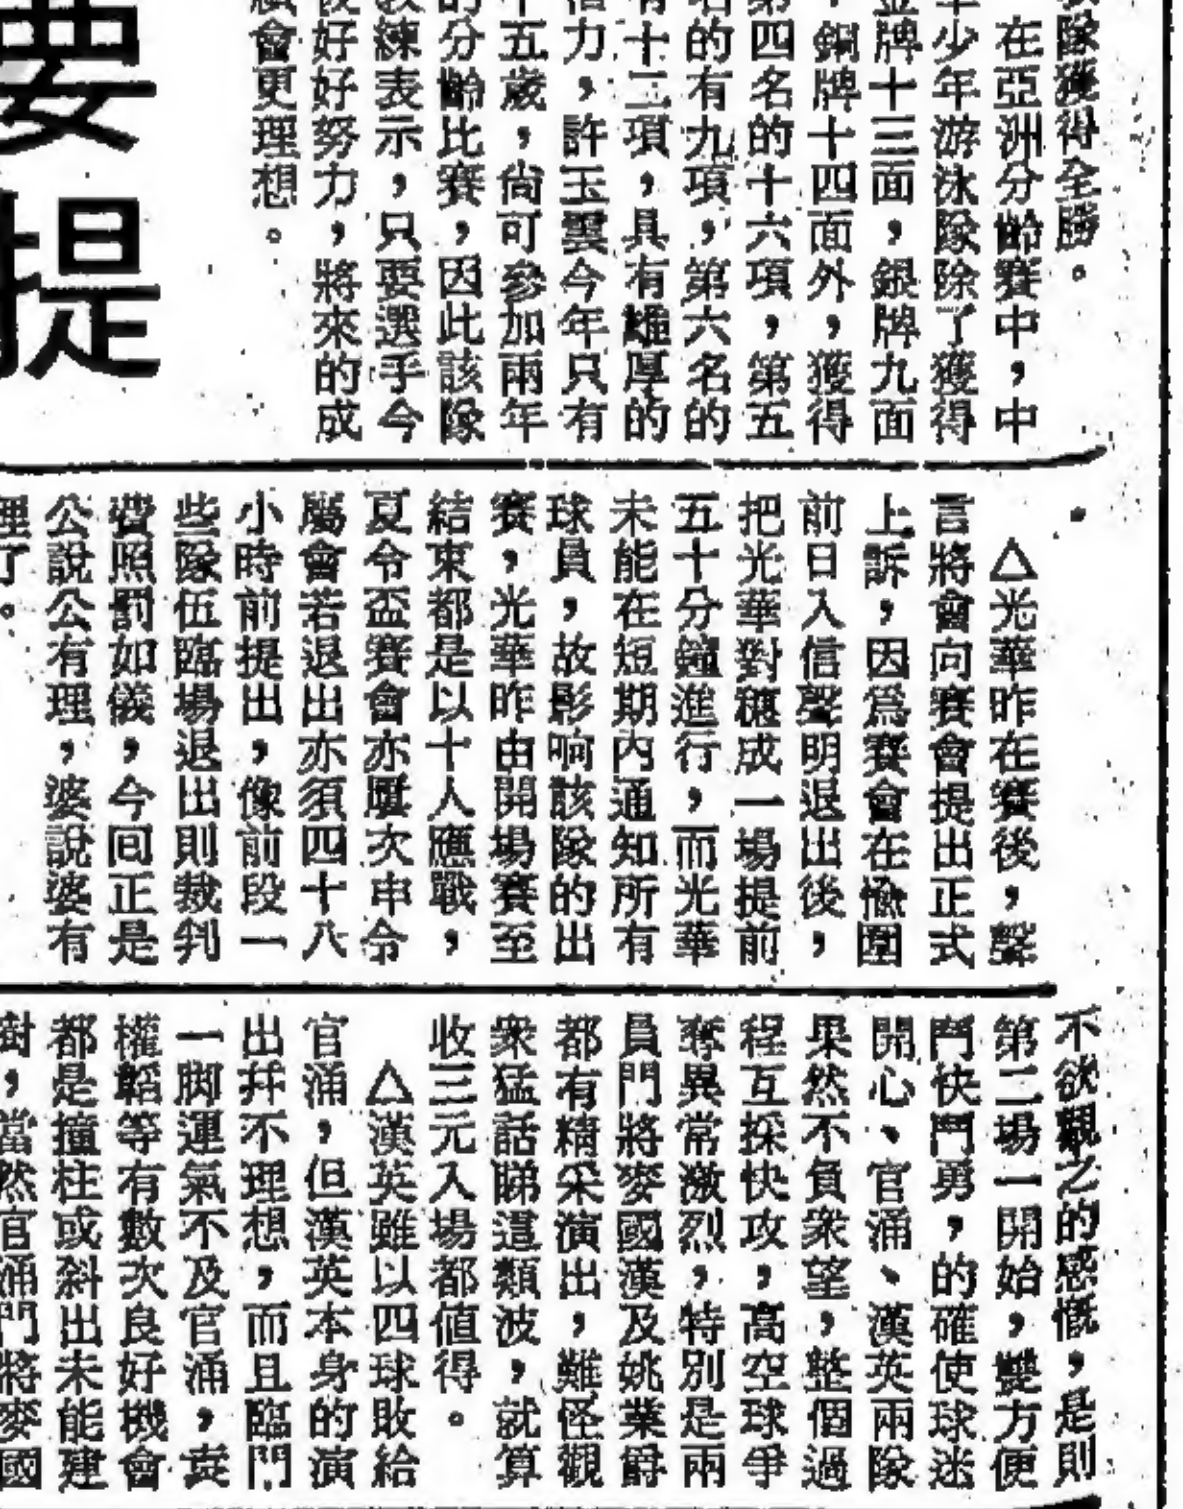 隊獲得全勝。
在亞洲分齡賽中，中
少年游泳隊除了獲得
金牌十三面，銀牌九面
，銅牌十四面外，獲得
第四名的十六項，第五
名的有九項，第六名的
有十三項，具有雄厚的
潛力，許玉雲今年只有
十五歲，尚可參加兩年
的分齡比賽，因此該隊
教練表示，只要選手今
後好好努力，將來的成
會更理想。
要提
△光華昨在賽後，聲
言將會向賽會提出正式
上訴，因爲賽會在愉園
前日入信聲明退出後，
把光華對穗成一場提前
五十分鐘進行，而光華
未能在短期內通知所有
球員，故影响該隊的出
賽，光華昨由開場賽至
結束都是以十人應戰，
夏令盃賽會亦屢次申令
屬會若退出亦須四十八
小時前提出，像前段一
些隊伍臨場退出則裁判
費照罰如儀，今囘正是
公說公有理，婆說婆有
理了。
不欲觀之的感慨，是則
第二場一開始，雙方便
鬥快鬥勇，的確使球迷
開心、官涌、漢英兩隊
果然不負衆望，整個過
程互採快攻，高空球爭
奪異常激烈，特別是兩
員門將麥國漢及姚業爵
都有精采演出，難怪觀
衆猛話睇這類波，就算
收三元入場都値得。
△漢英雖以四球敗給
官涌，但漢英本身的演
出幷不理想，而且臨門
一脚運氣不及官涌，袁
權韜等有數次良好機會
都是撞柱或斜出未能建
樹，當然官涌門將麥國